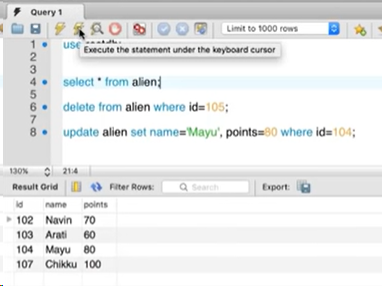 Query 1
Limit to 1000 rows
1 use
Execute the statement under the keyboard cursor
2
3
4 select * from alien;
5
6 delete from alien where id=105;
7
8 update alien set name='Mayu', points=80 where id=104;
130% 21:4
Result Grid Filter Rows: Search Export:
id name points
102 Navin 70
103 Arati 60
104 Mayu 80
107 Chikku 100